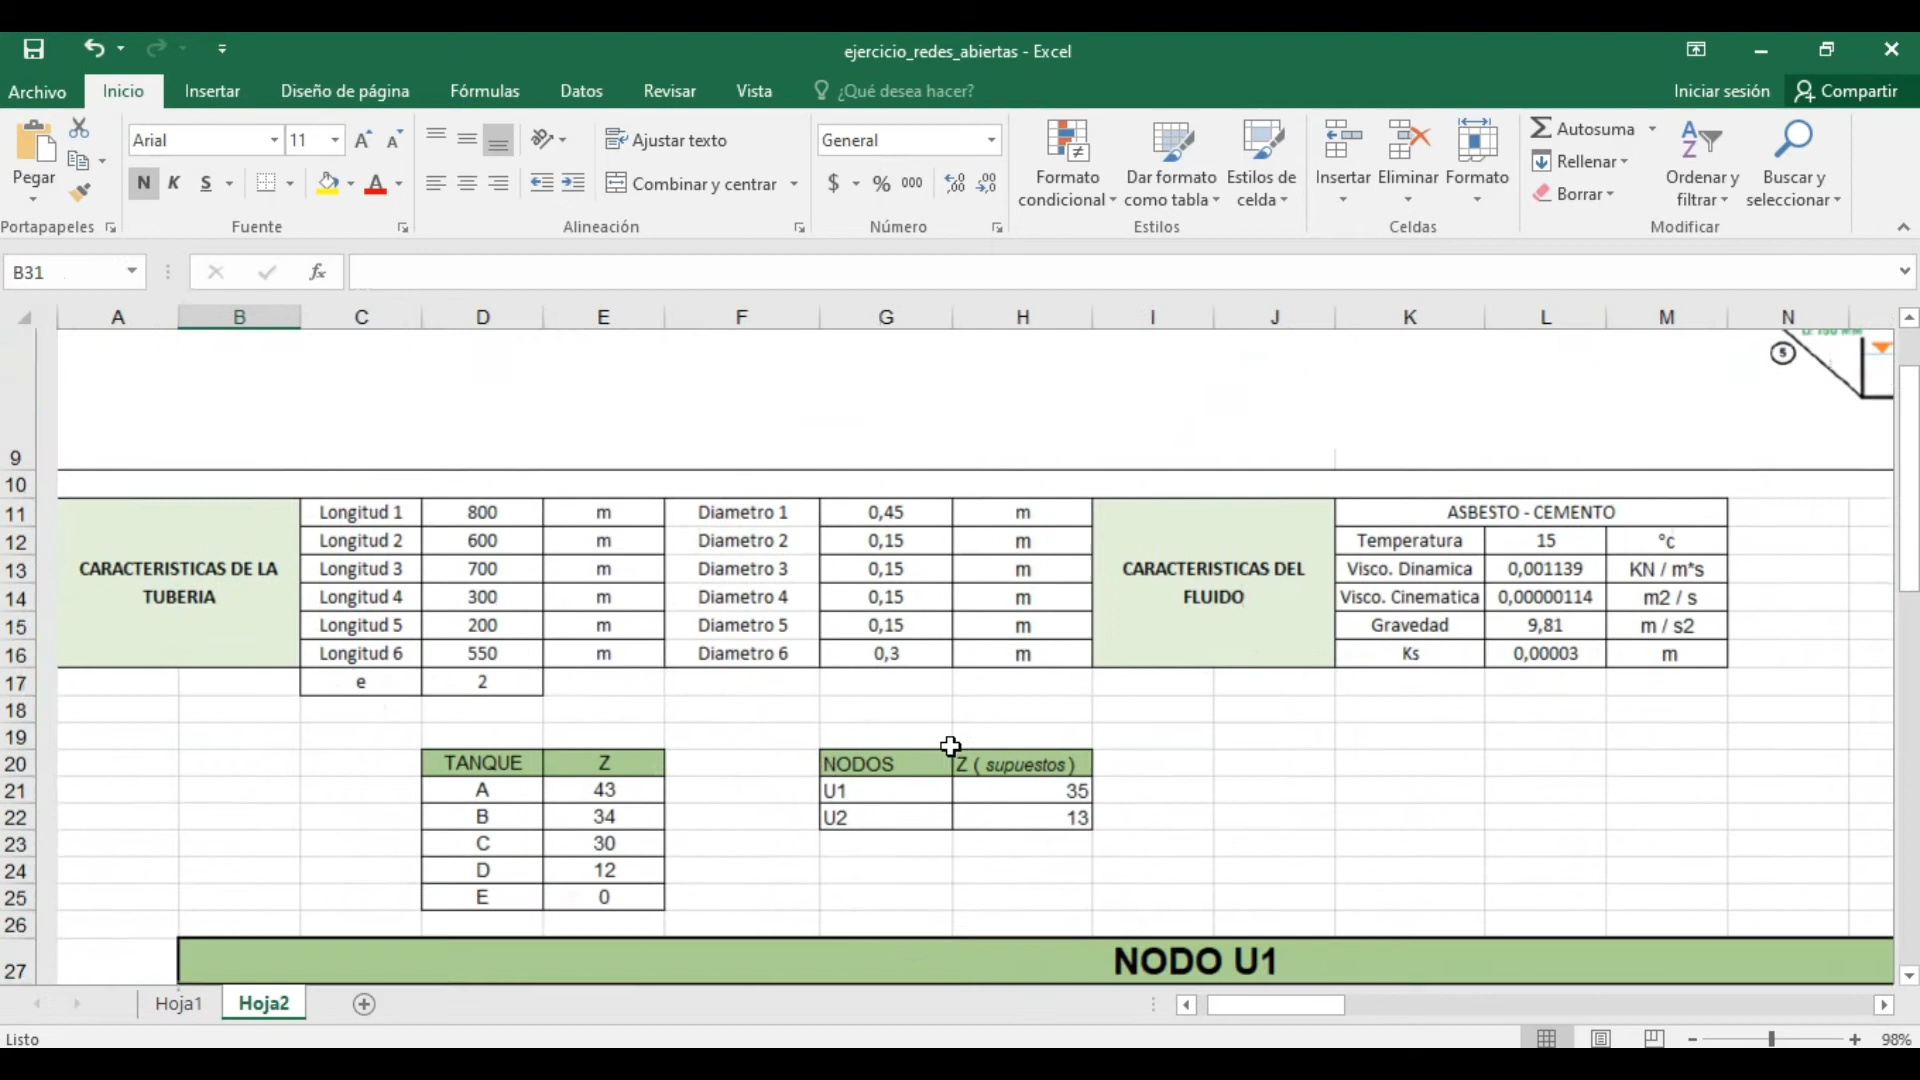 ejercicio_redes_abiertas - Excel
Archivo Inicio Insertar Diseño de página Fórmulas Datos Revisar Vista ¿Qué desea hacer? Iniciar sesión Compartir
Pegar
Portapapeles
Arial 11
N K S
Fuente
Ajustar texto
Combinar y centrar
Alineación
General
$ % 000
Número
Formato condicional
Dar formato como tabla
Estilos de celda
Estilos
Insertar Eliminar Formato
Celdas
Autosuma
Rellenar
Borrar
Ordenar y filtrar
Buscar y seleccionar
Modificar
B31 fx
A B C D E F G H I J K L M N
5
9
10
11 Longitud 1 800 m Diametro 1 0,45 m ASBESTO - CEMENTO
12 Longitud 2 600 m Diametro 2 0,15 m Temperatura 15 °c
13 CARACTERISTICAS DE LA Longitud 3 700 m Diametro 3 0,15 m CARACTERISTICAS DEL Visco. Dinamica 0,001139 KN / m*s
14 TUBERIA Longitud 4 300 m Diametro 4 0,15 m FLUIDO Visco. Cinematica 0,00000114 m2 / s
15 Longitud 5 200 m Diametro 5 0,15 m Gravedad 9,81 m / s2
16 Longitud 6 550 m Diametro 6 0,3 m Ks 0,00003 m
17 e 2
18
19
20 TANQUE Z NODOS Z ( supuestos )
21 A 43 U1 35
22 B 34 U2 13
23 C 30
24 D 12
25 E 0
26
27 NODO U1
Hoja1 Hoja2
Listo 98%